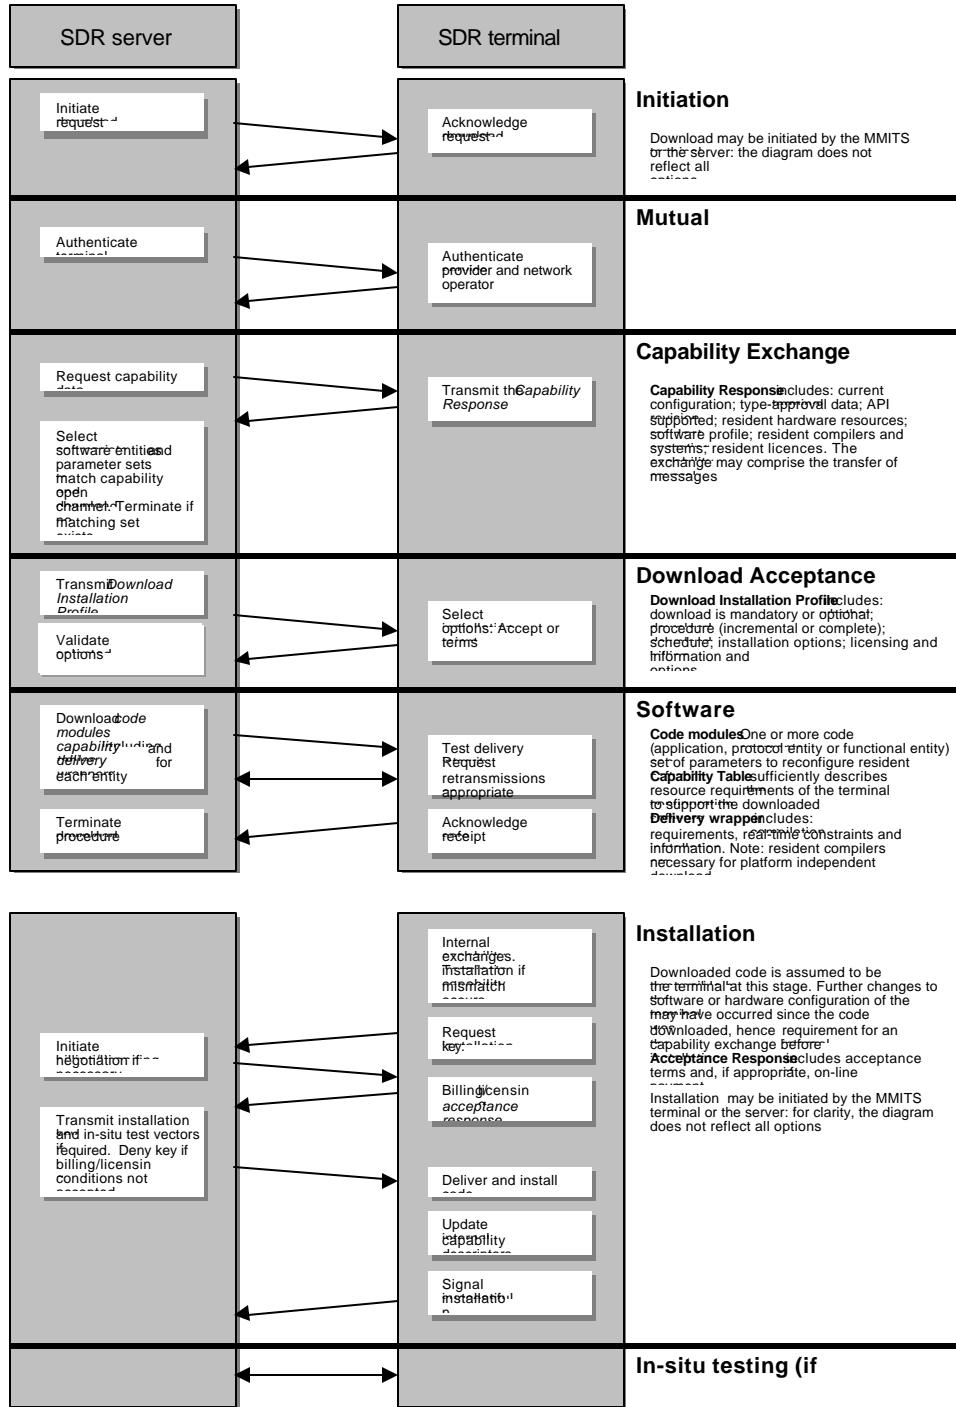 SDR server
SDR terminal
Initiate
request
Acknowledge
request
Initiation
Download may be initiated by the MMITS
or the server: the diagram does not
reflect all
Authenticate
Authenticate
provider and network
operator
Mutual
Request capability
Select
software entities and
parameter sets
match capability
open
channel. Terminate if
matching set
Transmit the Capability
Response
Capability Exchange
Capability Response includes: current
configuration; type-approval data; API
supported; resident hardware resources;
software profile; resident compilers and
systems; resident licences. The
exchange may comprise the transfer of
messages
Transmit Download
Installation
Profile
Validate
options
Select
options: Accept or
terms
Download Acceptance
Download Installation Profile includes:
download is mandatory or optional;
procedure (incremental or complete);
schedule; installation options; licensing and
information and
Download code
modules
capability including and
delivery for
each entity
Terminate
procedure
Test delivery
Request
retransmissions
appropriate
Acknowledge
receipt
Software
Code modules One or more code
(application, protocol entity or functional entity)
set of parameters to reconfigure resident
Capability Table sufficiently describes
resource requirements of the terminal
to support the downloaded
Delivery wrapper includes:
requirements, real-time constraints and
information. Note: resident compilers
necessary for platform independent
Initiate
negotiation if
Transmit installation
and in-situ test vectors
required. Deny key if
billing/licensin
conditions not
Internal
exchanges.
installation if
mismatch
Request
key.
Billing/licensin
acceptance
response
Deliver and install
Update
capability
Signal
Installation
Downloaded code is assumed to be
the terminal at this stage. Further changes to
software or hardware configuration of the
may have occurred since the code
downloaded, hence requirement for an
capability exchange before
Acceptance Response includes acceptance
terms and, if appropriate, on-line
Installation may be initiated by the MMITS
terminal or the server: for clarity, the diagram
does not reflect all options
In-situ testing (if